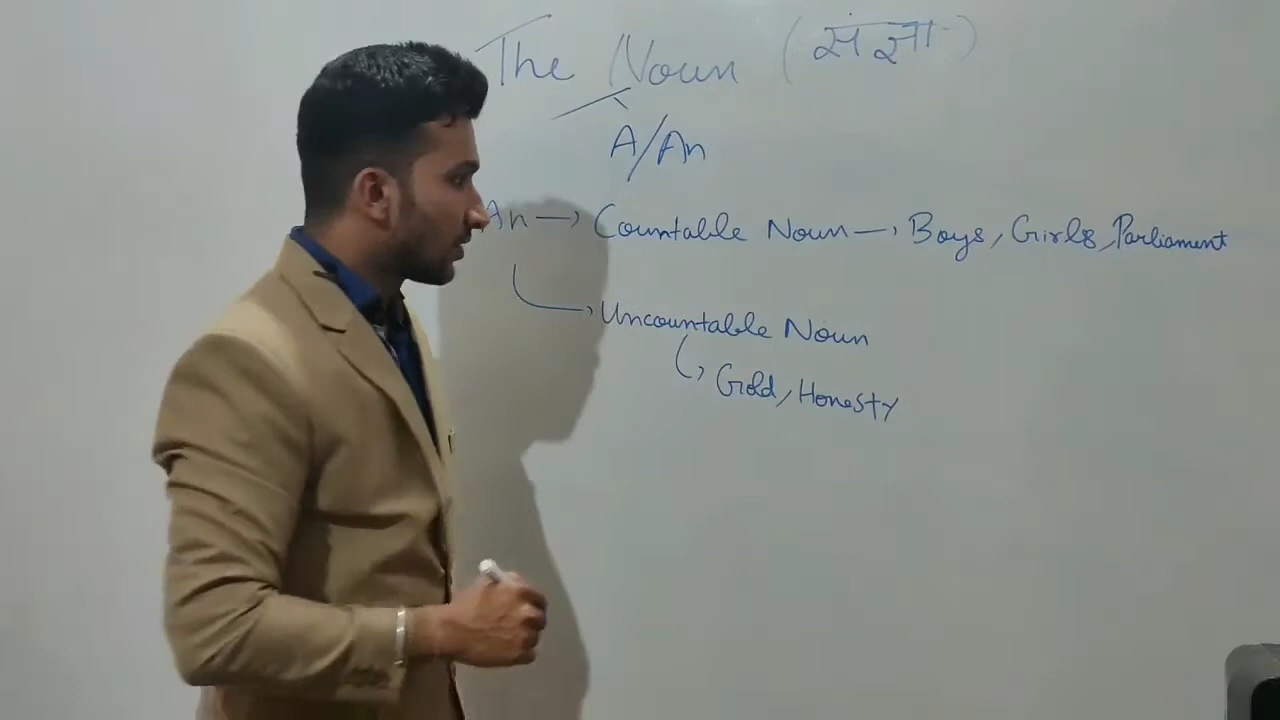 The Noun (संज्ञा)
A/An
An → Countable Noun → Boys, Girls, Parliament
Uncountable Noun
Gold, Honesty